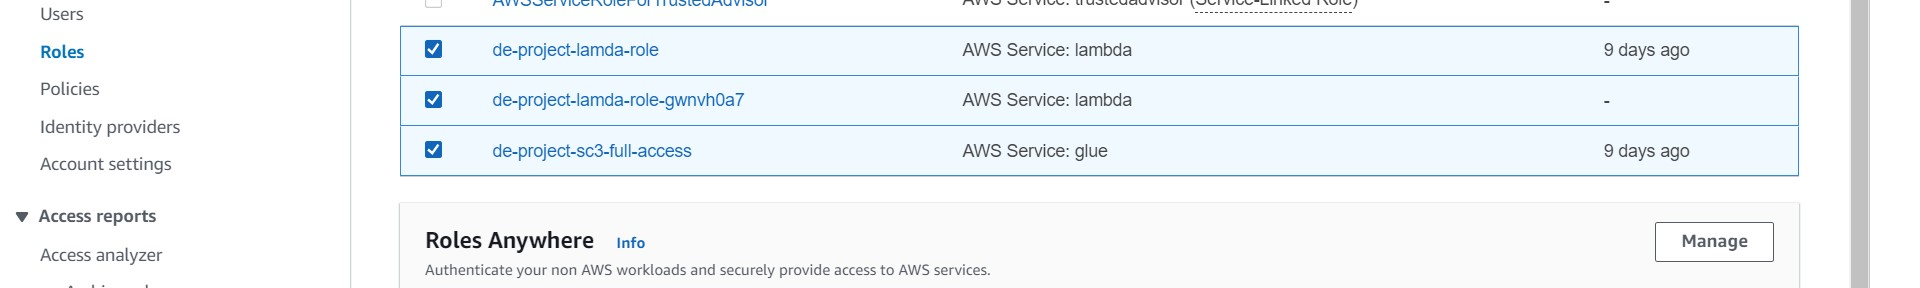 Users
Roles
Policies
Identity providers
Account settings
Access reports
Access analyzer
AWSServiceRoleForTrustedAdvisor AWS Service: trustedadvisor (Service-Linked Role) -
de-project-lamda-role AWS Service: lambda 9 days ago
de-project-lamda-role-gwnvh0a7 AWS Service: lambda -
de-project-sc3-full-access AWS Service: glue 9 days ago
Roles Anywhere Info
Manage
Authenticate your non AWS workloads and securely provide access to AWS services.